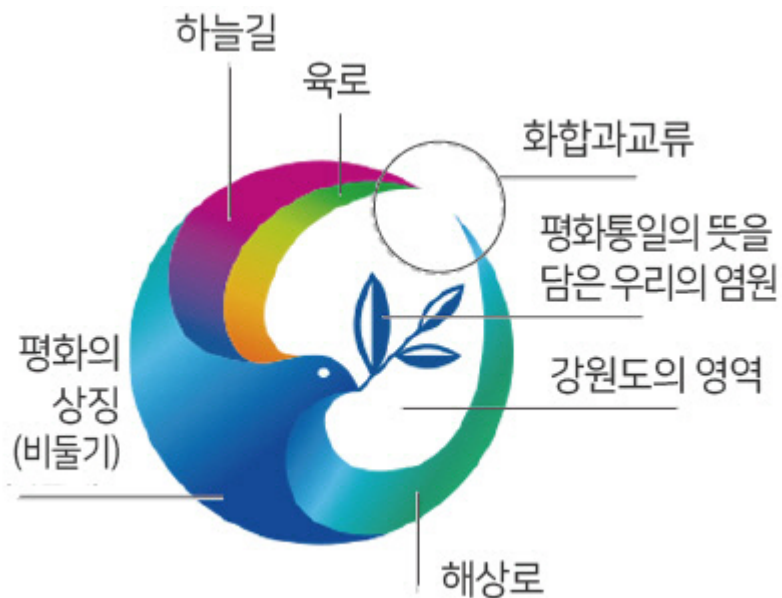 하늘길
육로
화합과교류
평화통일의 뜻을
담은 우리의 염원
평화의
상징
(비둘기)
강원도의 영역
해상로